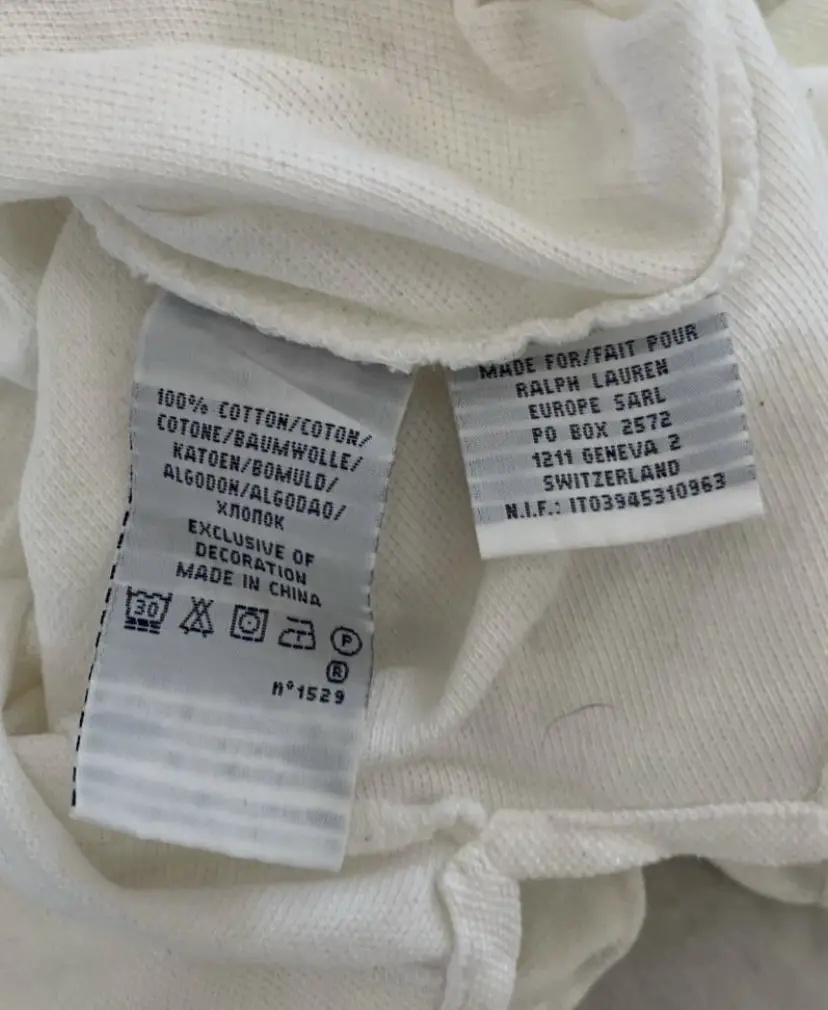 100% COTTON/COTON/
COTONE/BAUMWOLLE/
KATOEN/BOMULD/
ALGODON/ALGODAO/
ХЛОПОК
EXCLUSIVE OF
DECORATION
MADE IN CHINA
30
P
R
n°1529
MADE FOR/FAIT POUR
RALPH LAUREN
EUROPE SARL
PO BOX 2572
1211 GENEVA 2
SWITZERLAND
N.I.F.: IT03945310963